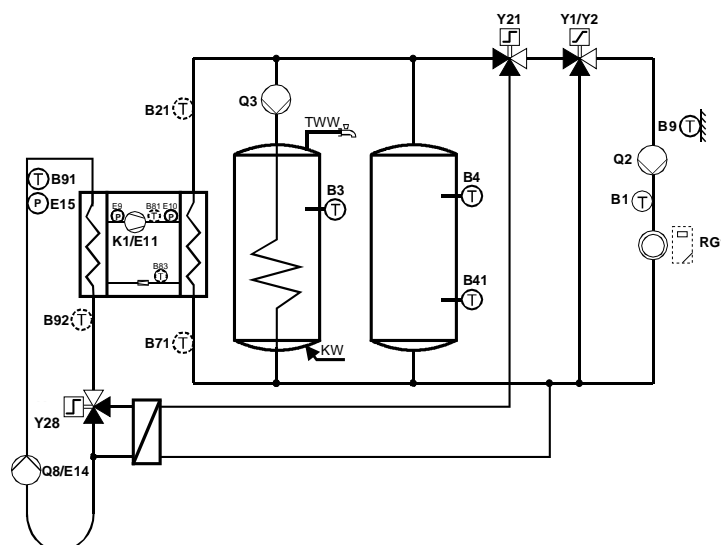 Y21
Y1/Y2
B21
T
Q3
TWW
B9
T
Q2
T
B91
P
E15
E9
B81
E10
P
T
P
K1/E11
B3
T
B4
T
B1
T
RG
B83
T
B41
T
B92
T
B71
T
KW
Y28
Q8/E14